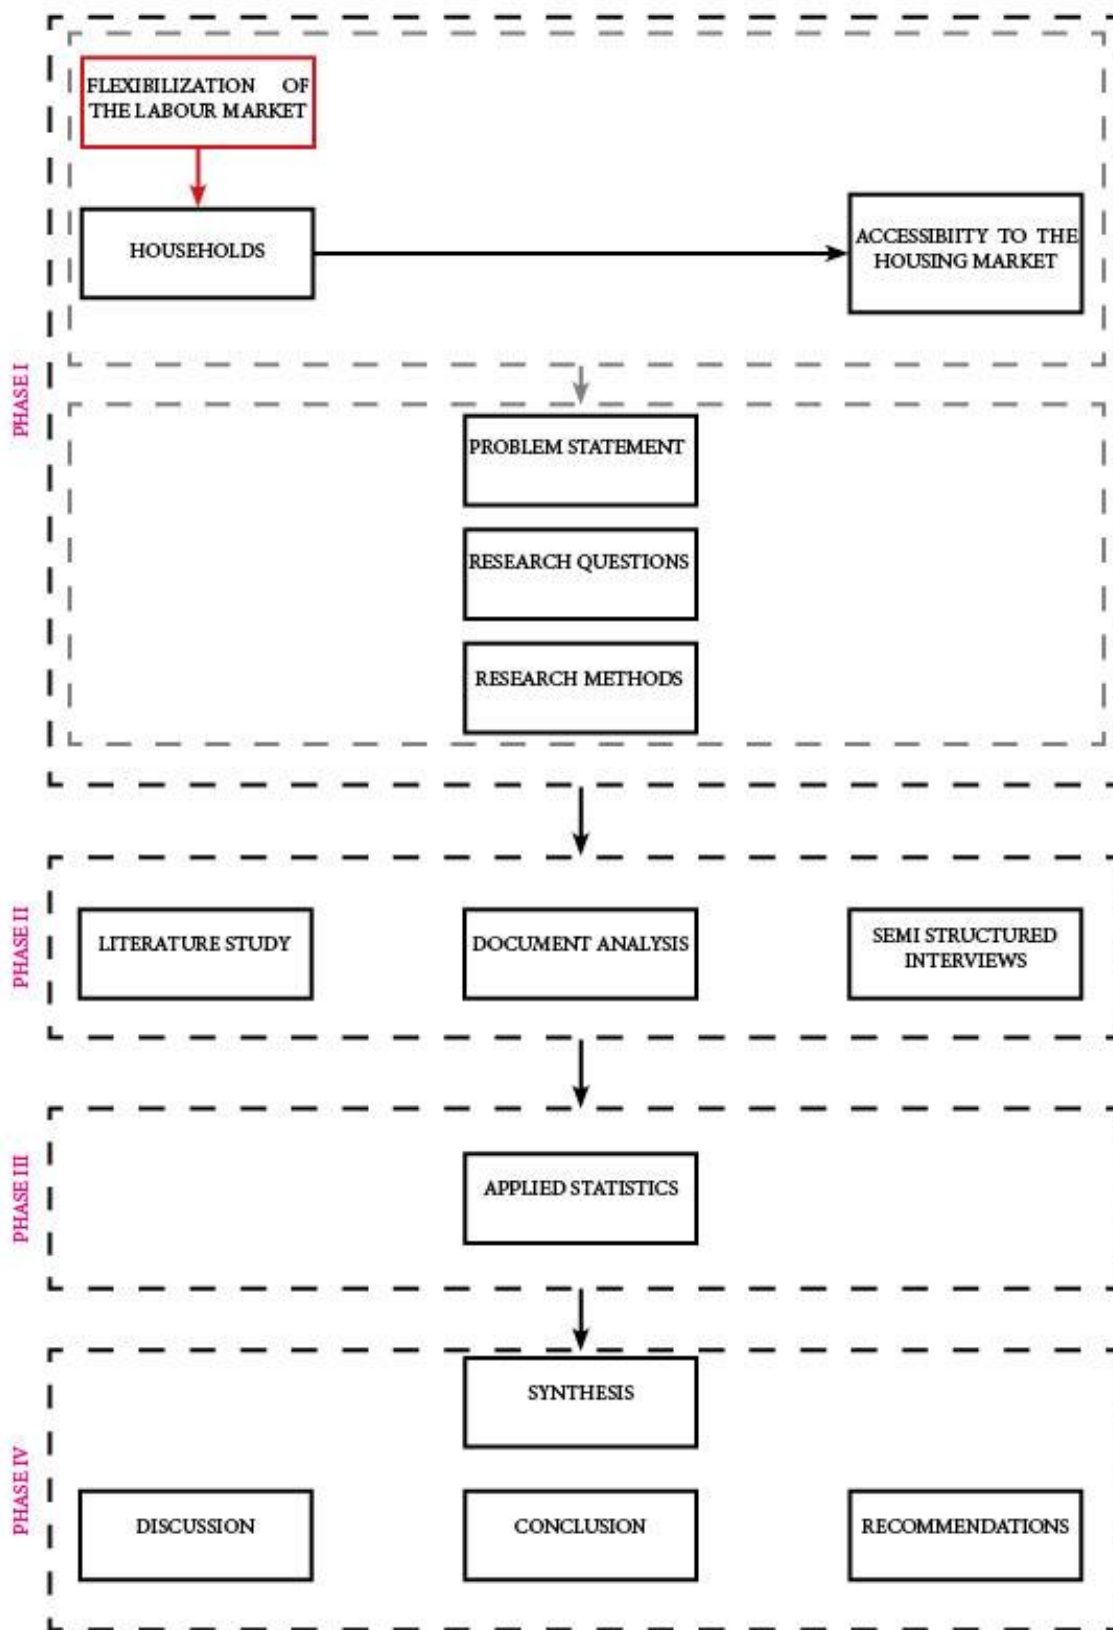 FLEXIBILIZATION OF
THE LABOUR MARKET
HOUSEHOLDS
ACCESSIBIITY TO THE
HOUSING MARKET
PHASE I
PROBLEM STATEMENT
RESEARCH QUESTIONS
RESEARCH METHODS
PHASE II
LITERATURE STUDY
DOCUMENT ANALYSIS
SEMI STRUCTURED
INTERVIEWS
PHASE III
APPLIED STATISTICS
PHASE IV
SYNTHESIS
DISCUSSION
CONCLUSION
RECOMMENDATIONS